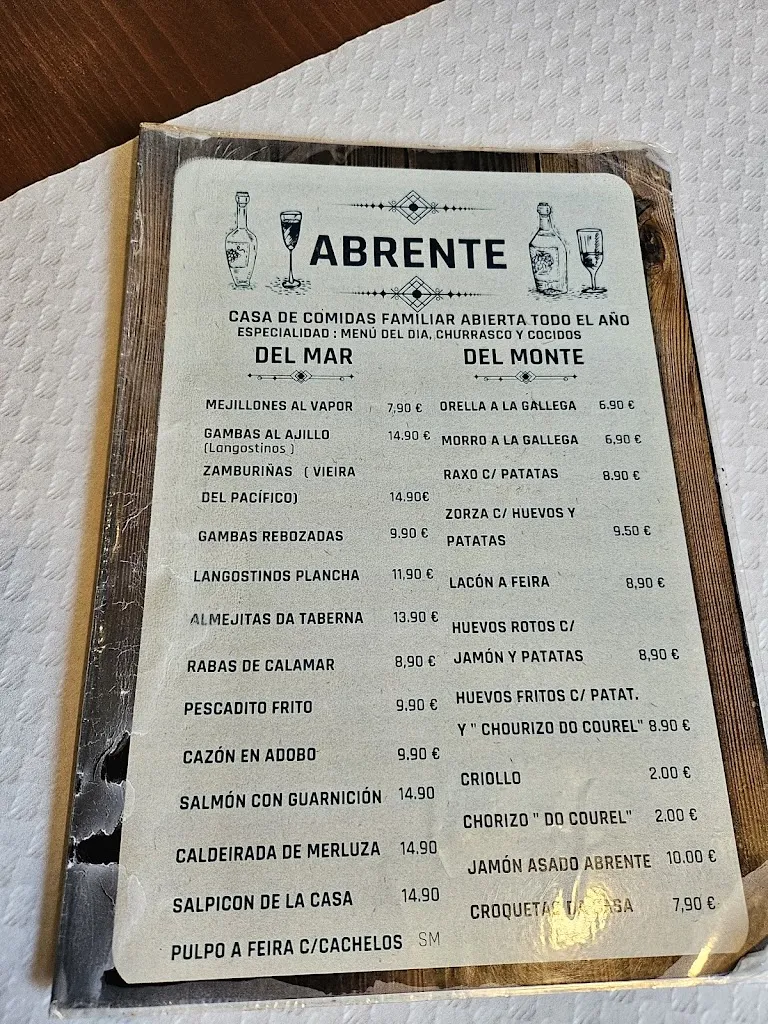 ABRENTE
CASA DE COMIDAS FAMILIAR ABIERTA TODO EL AÑO
ESPECIALIDAD : MENÚ DEL DIA, CHURRASCO Y COCIDOS
DEL MAR
MEJILLONES AL VAPOR 7,90 €
GAMBAS AL AJILLO 14.90 €
(Langostinos )
ZAMBURIÑAS ( VIEIRA
DEL PACÍFICO) 14.90€
GAMBAS REBOZADAS 9.90 €
LANGOSTINOS PLANCHA 11,90 €
ALMEJITAS DA TABERNA 13.90 €
RABAS DE CALAMAR 8,90 €
PESCADITO FRITO 9.90 €
CAZÓN EN ADOBO 9.90 €
SALMÓN CON GUARNICIÓN 14.90
CALDEIRADA DE MERLUZA 14,90
SALPICON DE LA CASA 14.90
PULPO A FEIRA C/CACHELOS SM
DEL MONTE
ORELLA A LA GALLEGA 6.90 €
MORRO A LA GALLEGA 6,90 €
RAXO C/ PATATAS 8.90 €
ZORZA C/ HUEVOS Y
PATATAS 9.50 €
LACÓN A FEIRA 8,90 €
HUEVOS ROTOS C/
JAMÓN Y PATATAS 8,90 €
HUEVOS FRITOS C/ PATAT.
Y " CHOURIZO DO COUREL" 8.90 €
CRIOLLO 2.00 €
CHORIZO " DO COUREL" 2.00 €
JAMÓN ASADO ABRENTE 10.00 €
CROQUETAS DA CASA 7,90 €